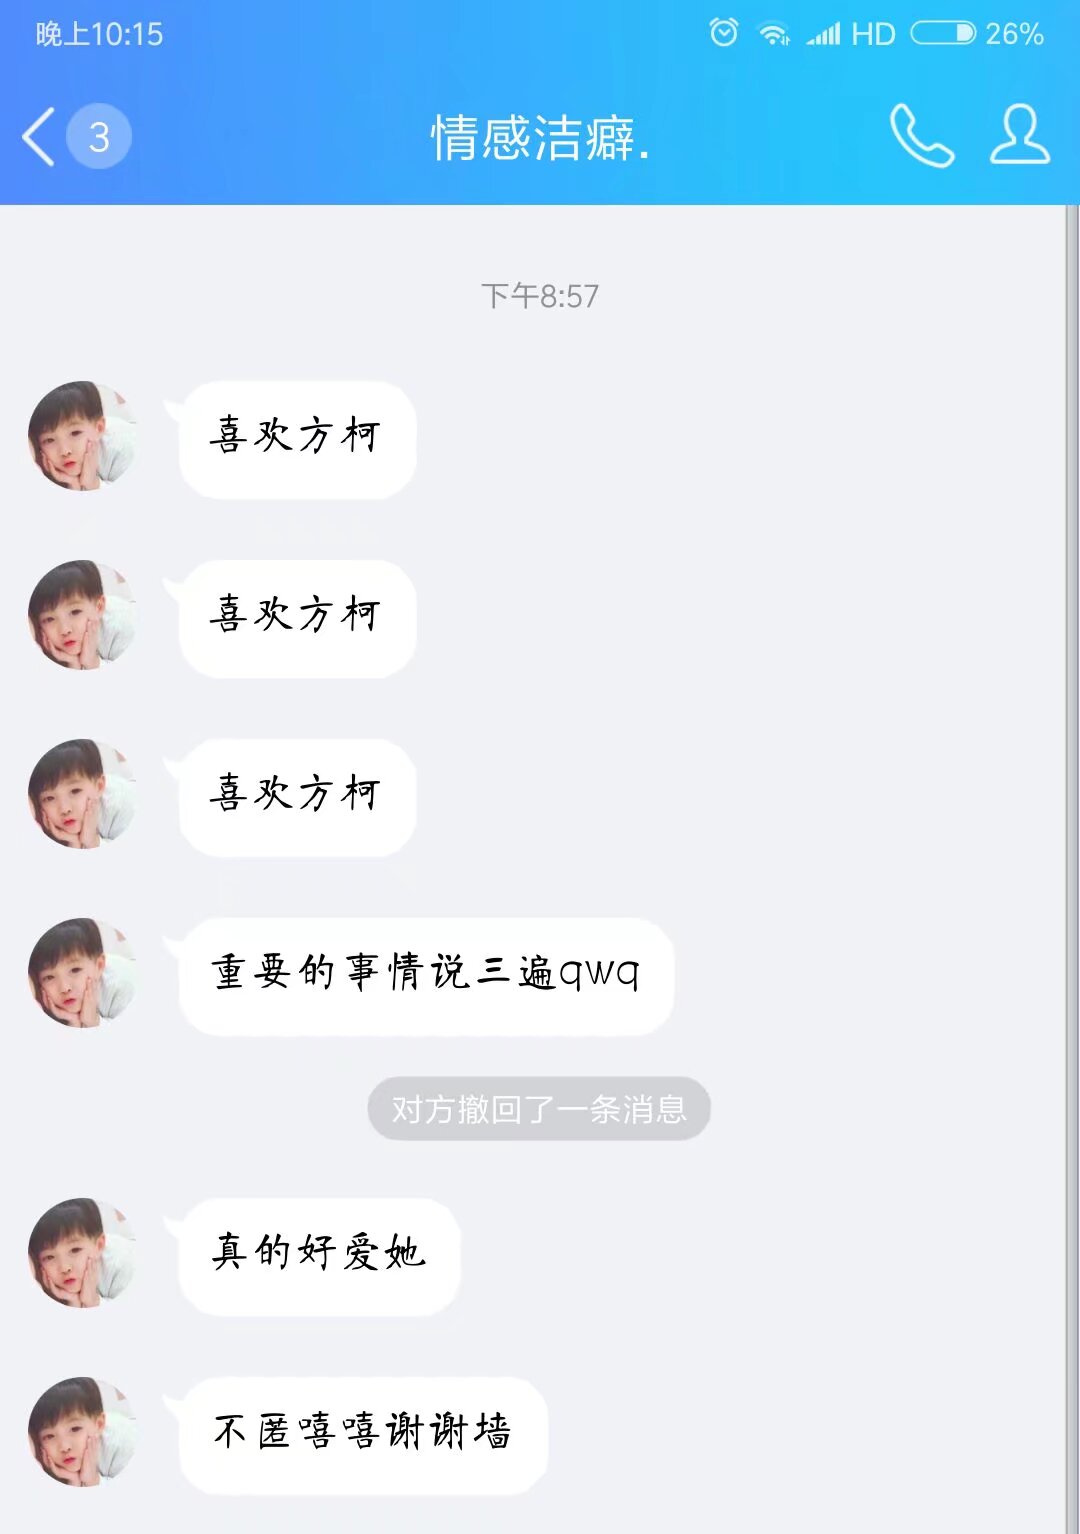 晚上10:15
HD
26%
3
情感洁癖.
下午8:57
喜欢方柯
喜欢方柯
喜欢方柯
重要的事情说三遍qwq
对方撤回了一条消息
真的好爱她
不匿嘻嘻谢谢墙